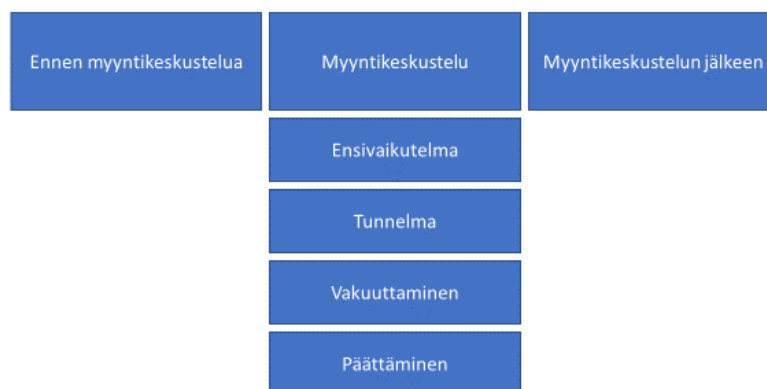 Ennen myyntikeskustelua
Myyntikeskustelu
Myyntikeskustelun jälkeen
Ensivaikutelma
Tunnelma
Vakuuttaminen
Päättäminen